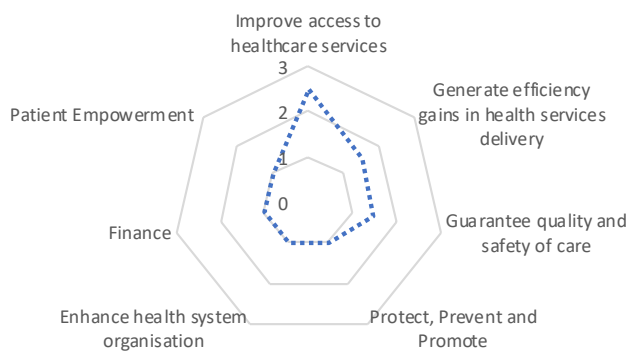 Improve access to
healthcare services
3
Generate efficiency
gains in health services
delivery
Patient Empowerment
2
1
0
Guarantee quality and
safety of care
Finance
Enhance health system
organisation
Protect, Prevent and
Promote